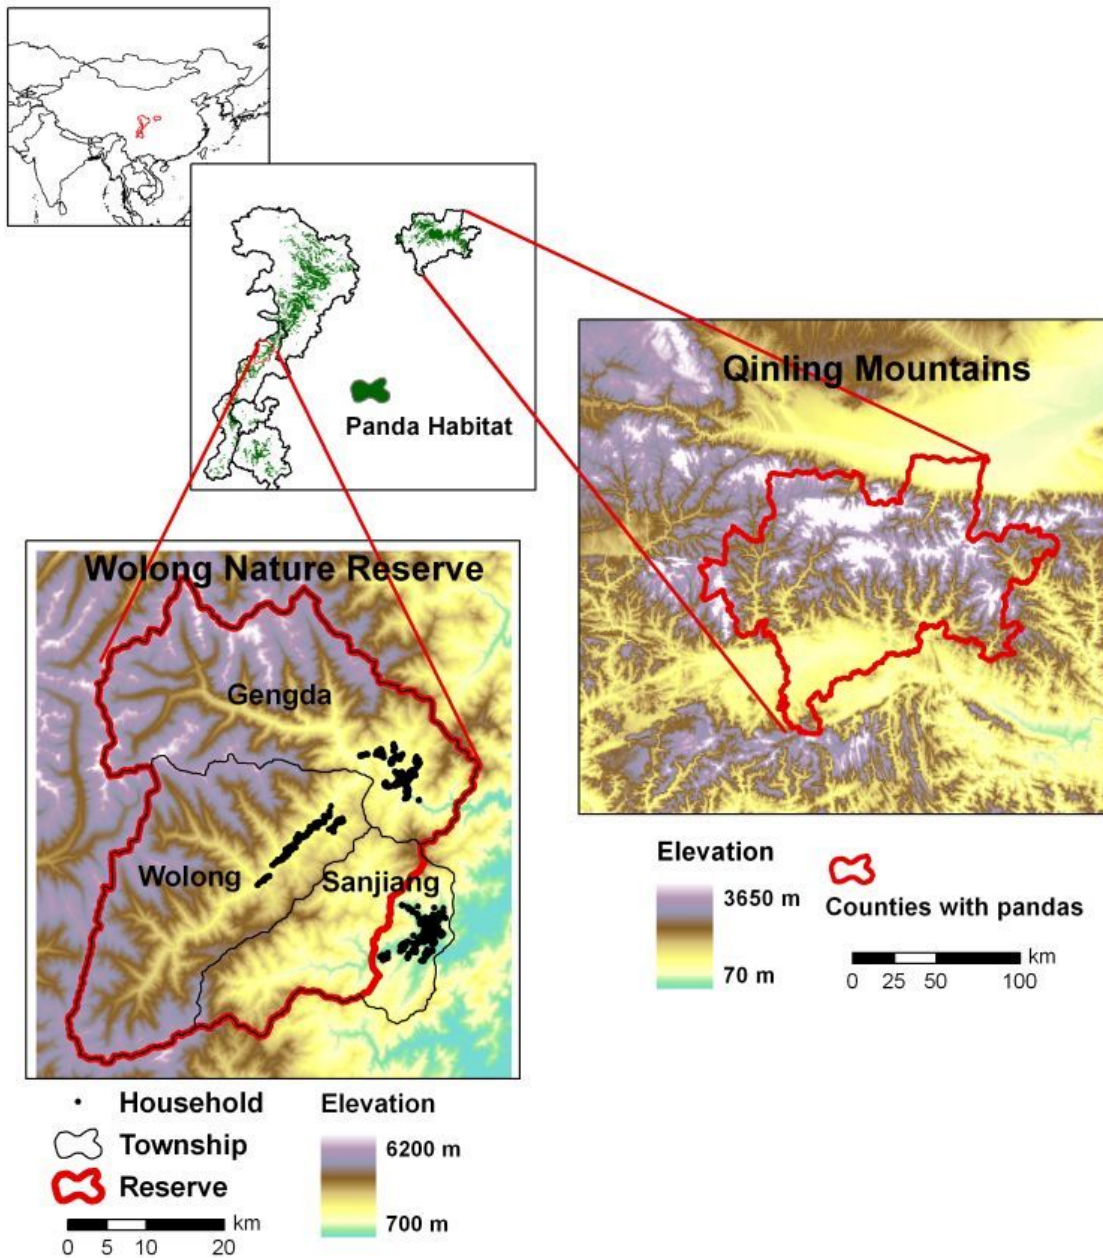 Panda Habitat
Qinling Mountains
Wolong Nature Reserve
Gengda
Wolong
Sanjiang
Elevation
3650 m
70 m
Counties with pandas
km
0 25 50 100
Household
Township
Reserve
km
0 5 10 20
Elevation
6200 m
700 m